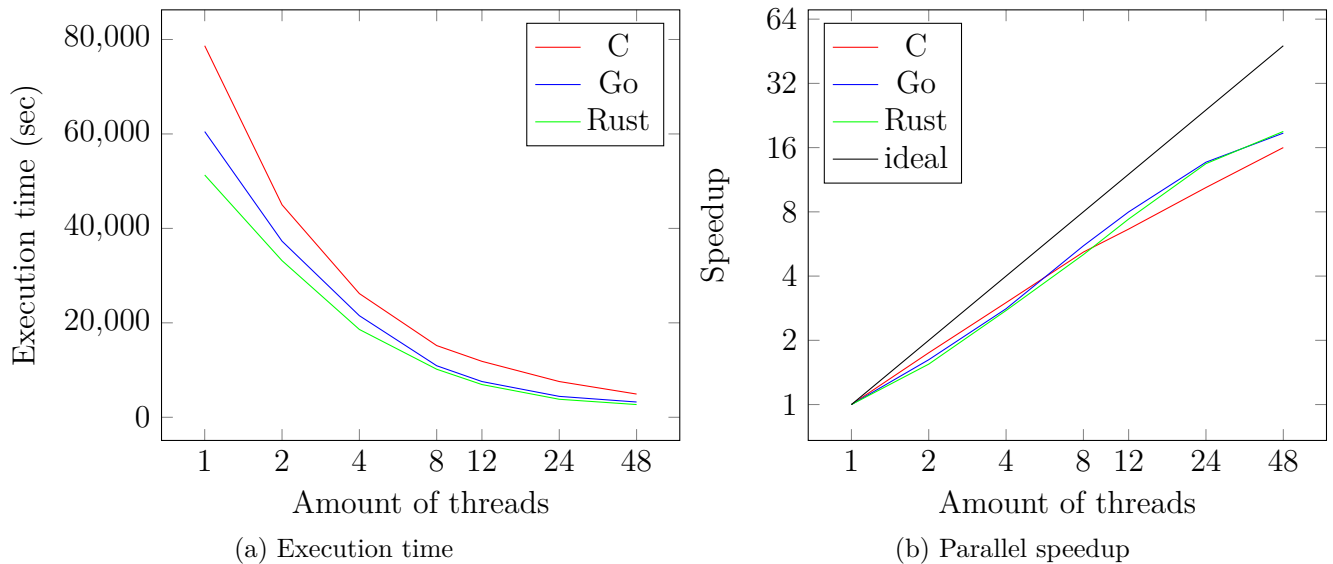 80,000
60,000
40,000
20,000
0
Execution time (sec)
C
Go
Rust
1 2 4 8 12 24 48
Amount of threads
(a) Execution time
64
32
16
8
4
2
1
Speedup
C
Go
Rust
ideal
1 2 4 8 12 24 48
Amount of threads
(b) Parallel speedup